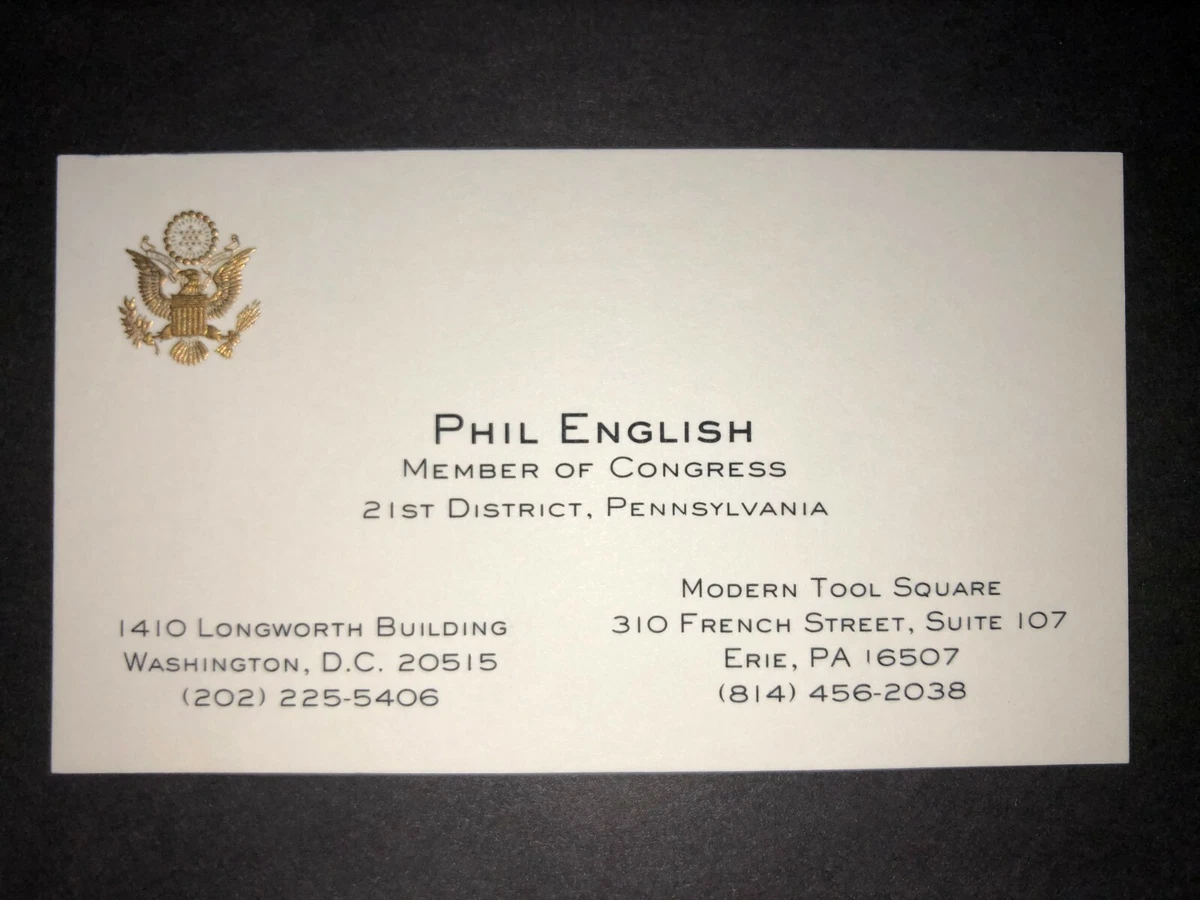 Phil English
Member of Congress
21st District, Pennsylvania
1410 Longworth Building
Washington, D.C. 20515
(202) 225-5406
Modern Tool Square
310 French Street, Suite 107
Erie, PA 16507
(814) 456-2038